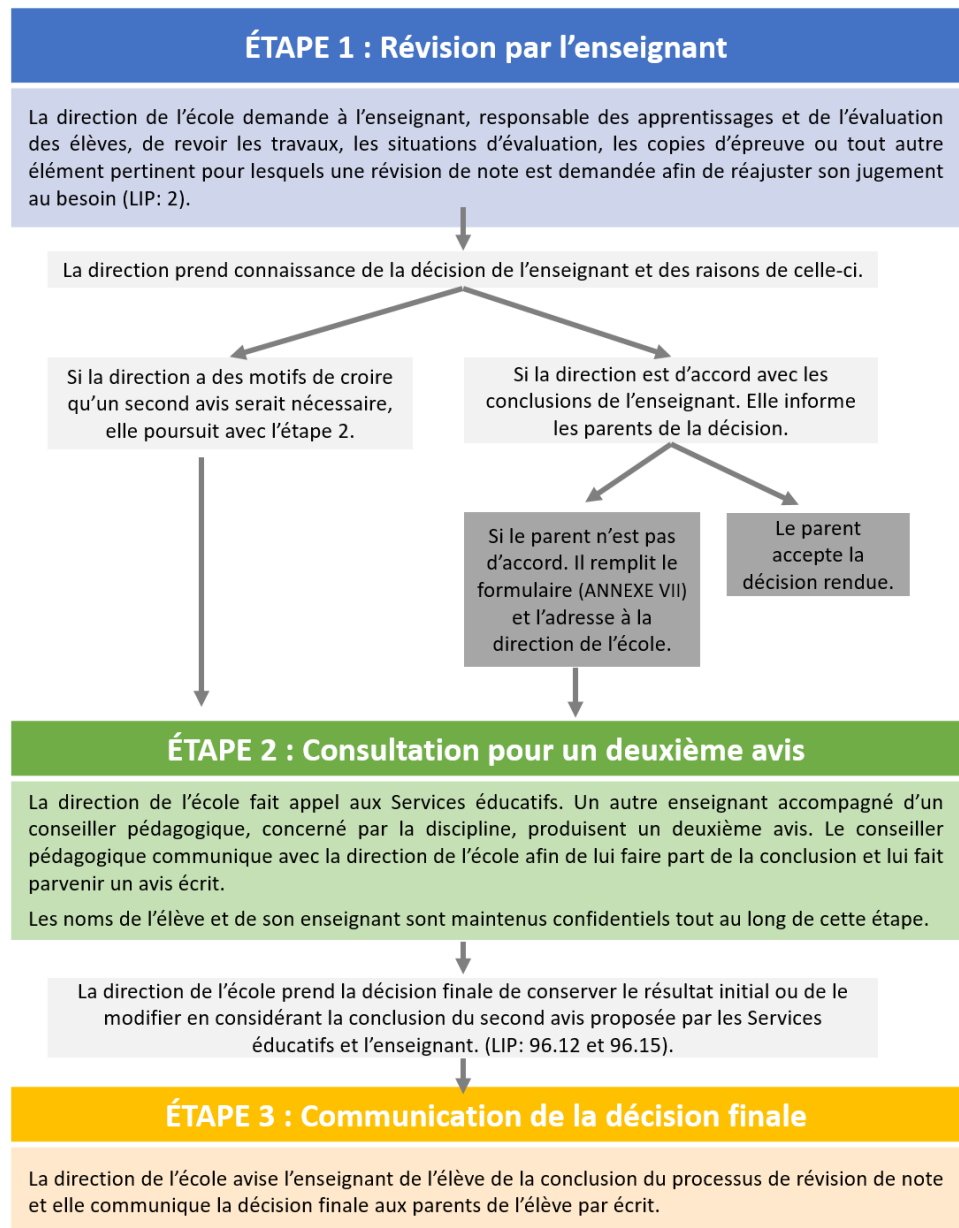 ÉTAPE 1 : Révision par l’enseignant
La direction de l’école demande à l’enseignant, responsable des apprentissages et de l’évaluation
des élèves, de revoir les travaux, les situations d’évaluation, les copies d’épreuve ou tout autre
élément pertinent pour lesquels une révision de note est demandée afin de réajuster son jugement
au besoin (LIP: 2).
La direction prend connaissance de la décision de l’enseignant et des raisons de celle-ci.
Si la direction a des motifs de croire
qu’un second avis serait nécessaire,
elle poursuit avec l’étape 2.
Si la direction est d’accord avec les
conclusions de l’enseignant. Elle informe
les parents de la décision.
Si le parent n’est pas
d’accord. Il remplit le
formulaire (ANNEXE VII)
et l’adresse à la
direction de l’école.
Le parent
accepte la
décision rendue.
ÉTAPE 2 : Consultation pour un deuxième avis
La direction de l’école fait appel aux Services éducatifs. Un autre enseignant accompagné d’un
conseiller pédagogique, concerné par la discipline, produisent un deuxième avis. Le conseiller
pédagogique communique avec la direction de l’école afin de lui faire part de la conclusion et lui fait
parvenir un avis écrit.
Les noms de l’élève et de son enseignant sont maintenus confidentiels tout au long de cette étape.
La direction de l’école prend la décision finale de conserver le résultat initial ou de le
modifier en considérant la conclusion du second avis proposée par les Services
éducatifs et l’enseignant. (LIP: 96.12 et 96.15).
ÉTAPE 3 : Communication de la décision finale
La direction de l’école avise l’enseignant de l’élève de la conclusion du processus de révision de note
et elle communique la décision finale aux parents de l’élève par écrit.